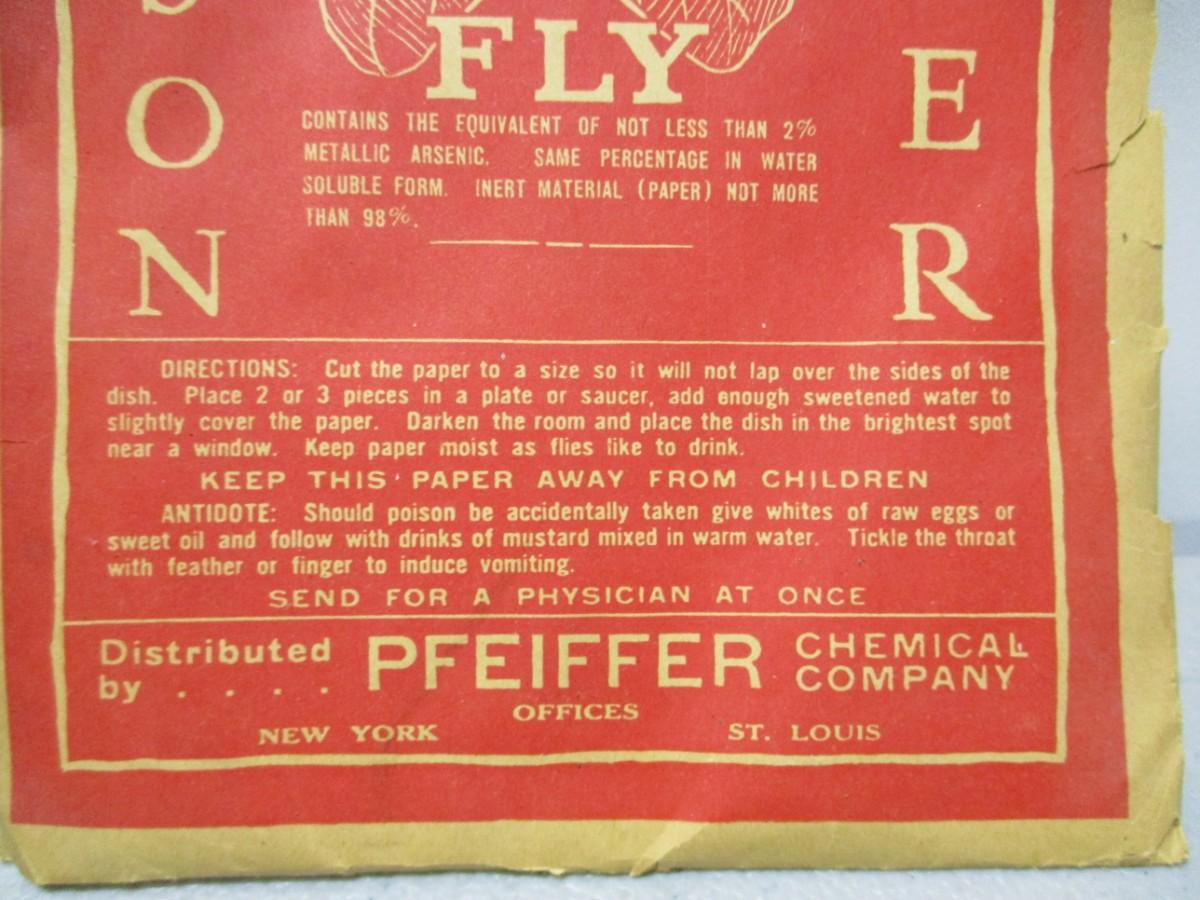 S
O
N
FLY
E
R
CONTAINS THE EQUIVALENT OF NOT LESS THAN 2%
METALLIC ARSENIC. SAME PERCENTAGE IN WATER
SOLUBLE FORM. INERT MATERIAL (PAPER) NOT MORE
THAN 98%.
DIRECTIONS: Cut the paper to a size so it will not lap over the sides of the
dish. Place 2 or 3 pieces in a plate or saucer, add enough sweetened water to
slightly cover the paper. Darken the room and place the dish in the brightest spot
near a window. Keep paper moist as flies like to drink.
KEEP THIS PAPER AWAY FROM CHILDREN
ANTIDOTE: Should poison be accidentally taken give whites of raw eggs or
sweet oil and follow with drinks of mustard mixed in warm water. Tickle the throat
with feather or finger to induce vomiting.
SEND FOR A PHYSICIAN AT ONCE
Distributed
by . . . .
PFEIFFER
CHEMICAL
COMPANY
OFFICES
NEW YORK ST. LOUIS